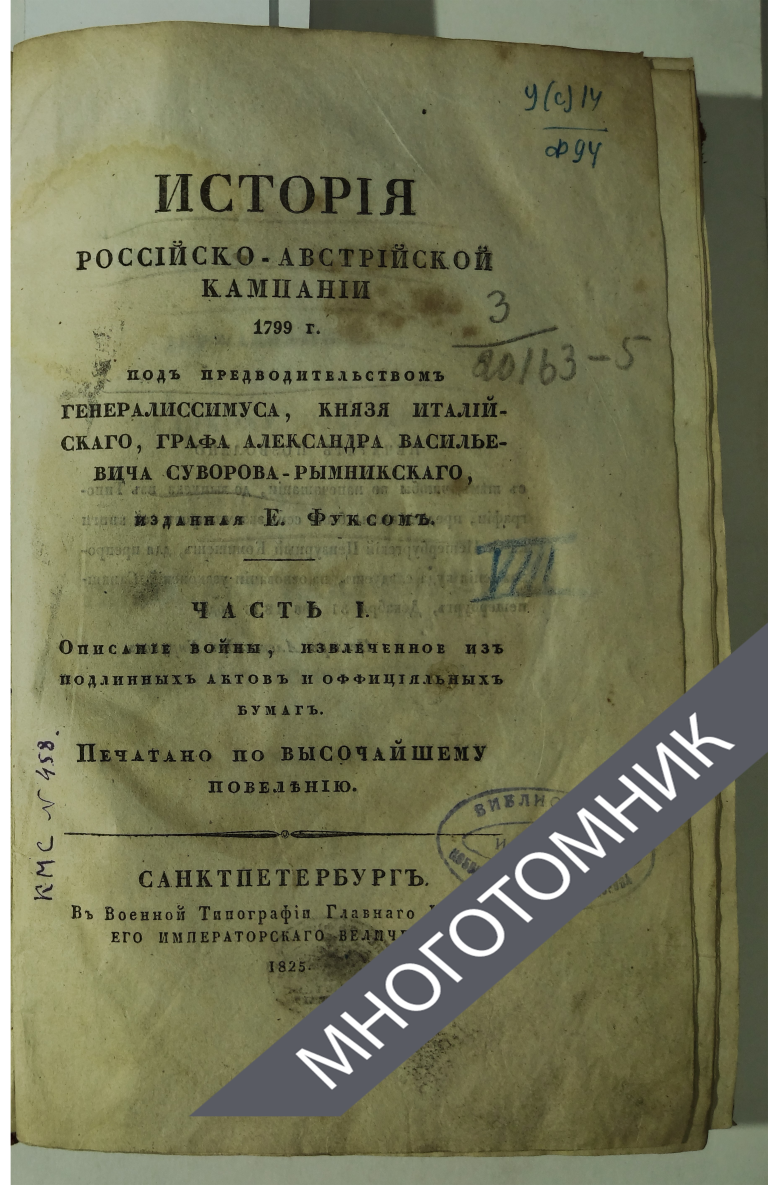 9(с)14
Ф94
ИСТОРІЯ
РОССІЙСКО-АВСТРІЙСКОЙ
КАМПАНІИ
1799 г.
3
20163-5
ПОДЪ ПРЕДВОДИТЕЛЬСТВОМЪ
ГЕНЕРАЛИССИМУСА, КНЯЗЯ ИТАЛІЙ-
СКАГО, ГРАФА АЛЕКСАНДРА ВАСИЛЬЕ-
ВИЧА СУВОРОВА-РЫМНИКСКАГО,
ИЗДАННАЯ Е. ФУКСОМЪ.
VIII
ЧАСТЬ I.
ОПИСАНІЕ ВОЙНЫ, ИЗВЛЕЧЕННОЕ ИЗЪ
ПОДЛИННЫХЪ АКТОВЪ И ОФФИЦІЯЛЬНЫХЪ
БУМАГЪ.
ПЕЧАТАНО ПО ВЫСОЧАЙШЕМУ
ПОВЕЛѢНІЮ.
КМС № 458.
САНКТПЕТЕРБУРГЪ.
Въ Военной Типографіи Главнаго
ЕГО ИМПЕРАТОРСКАГО
1825.
МНОГОТОМНИК